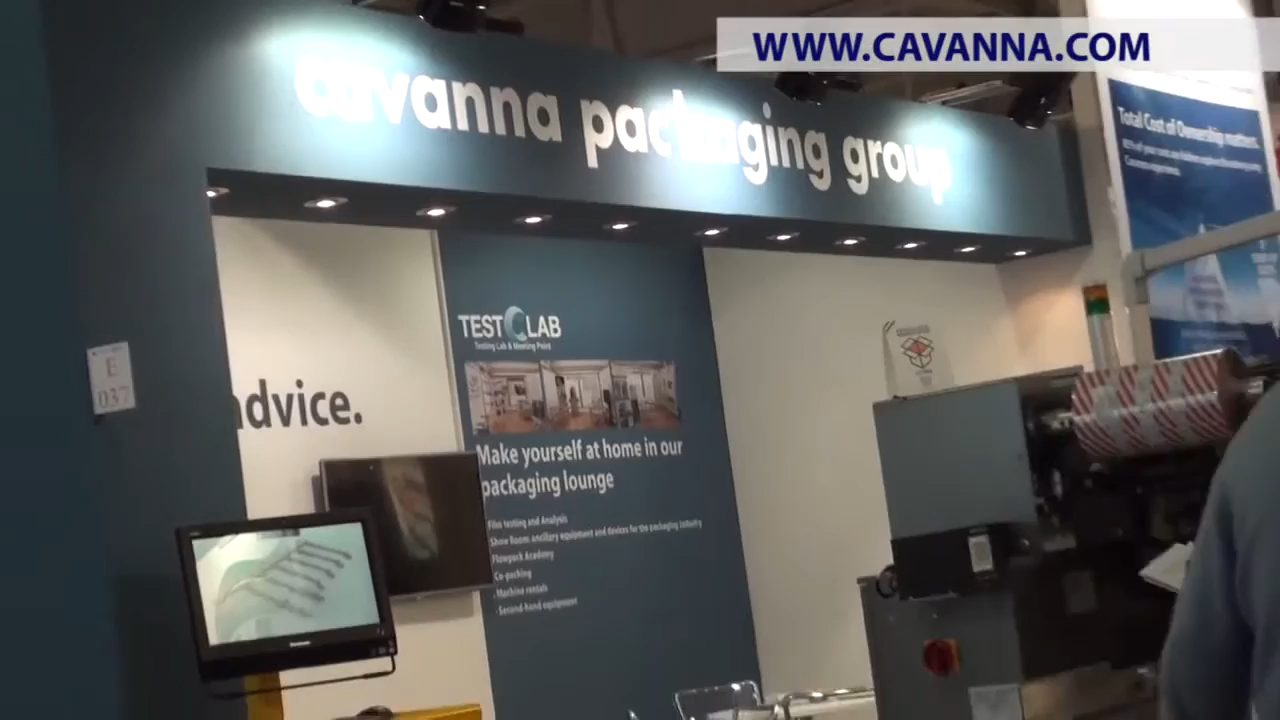 WWW.CAVANNA.COM
cavanna packaging group
Total Cost of Ownership matters.
TEST LAB
Testing Lab & Meeting Point
E
037
advice.
Make yourself at home in our
packaging lounge
Film testing and Analysis
Show Room: ancillary equipment and devices for the packaging industry
Flowpack Academy
Co-packing
Machine rentals
Second-hand equipment